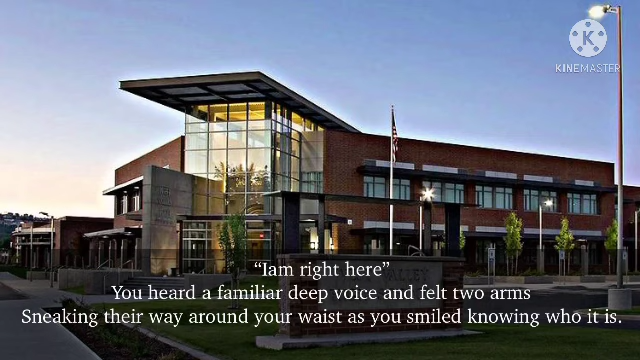 K
KINEMASTER
“Iam right here”
You heard a familiar deep voice and felt two arms
Sneaking their way around your waist as you smiled knowing who it is.